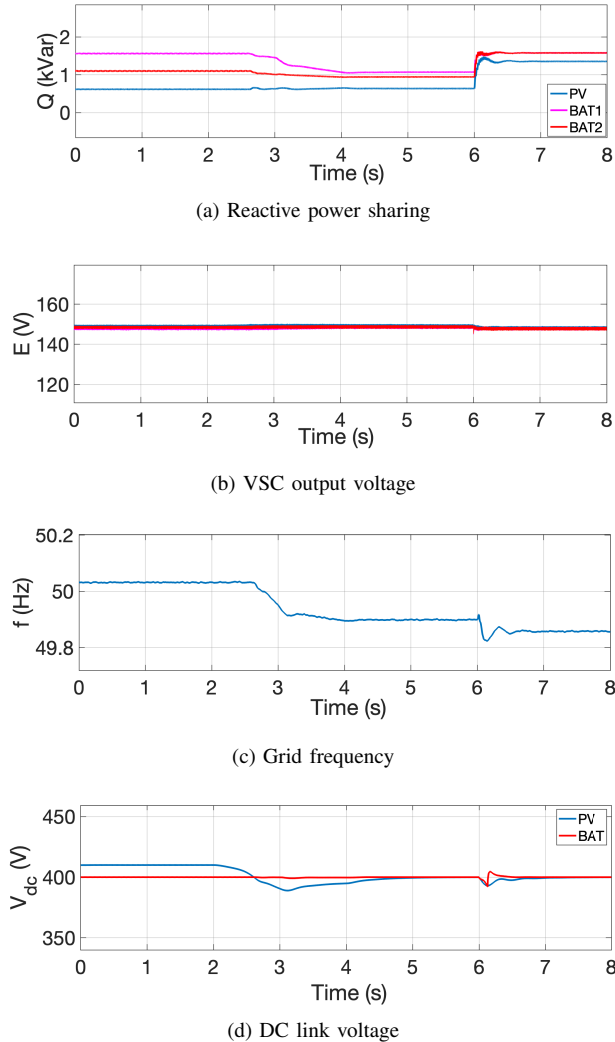 2
1
0
Q (kVar)
PV
BAT1
BAT2
0 1 2 3 4 5 6 7 8
Time (s)
(a) Reactive power sharing
160
140
120
E (V)
0 1 2 3 4 5 6 7 8
Time (s)
(b) VSC output voltage
50.2
50
49.8
f (Hz)
0 1 2 3 4 5 6 7 8
Time (s)
(c) Grid frequency
450
400
350
Vdc (V)
PV
BAT
0 1 2 3 4 5 6 7 8
Time (s)
(d) DC link voltage